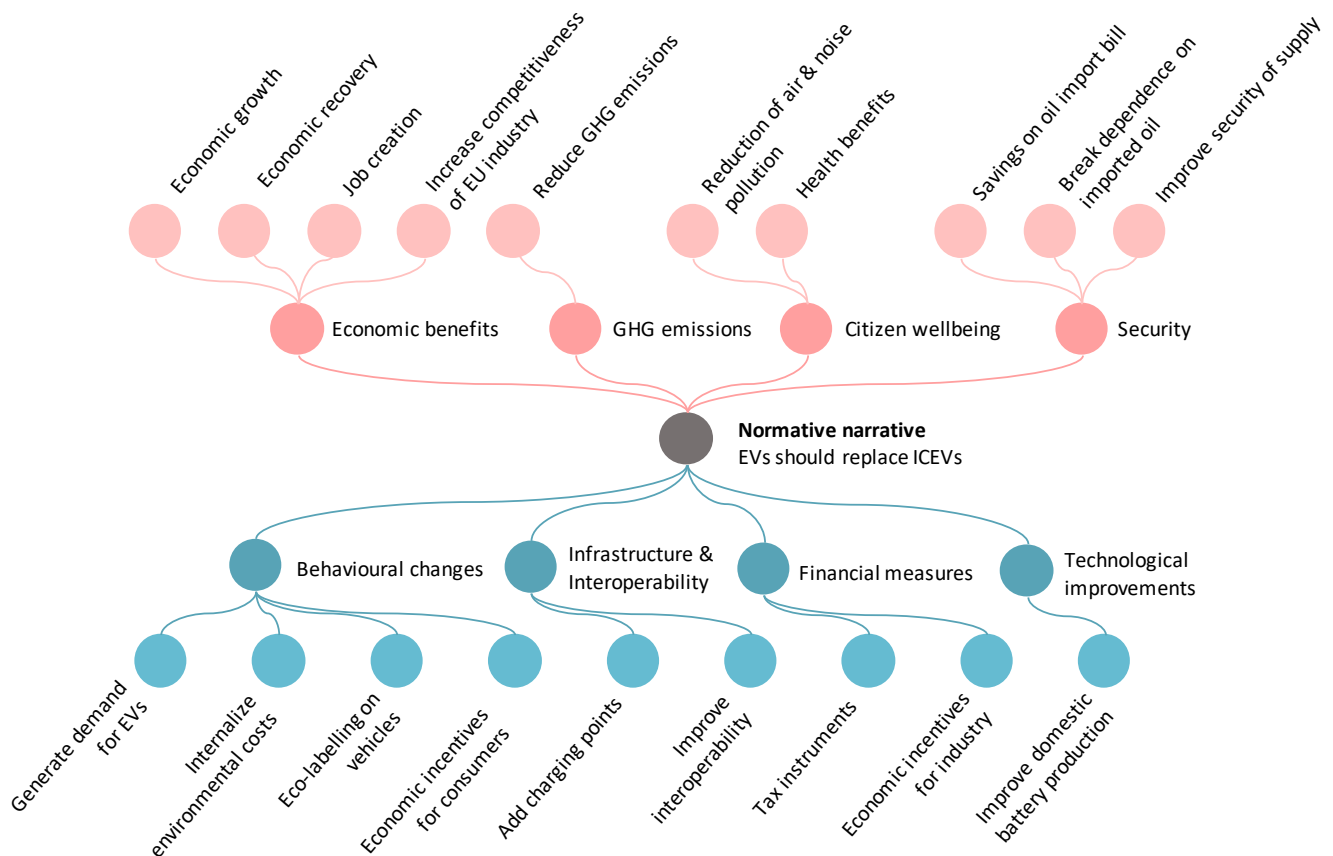 Economic growth
Economic recovery
Job creation
Increase competitiveness
of EU industry
Reduce GHG emissions
Reduction of air & noise
pollution
Health benefits
Savings on oil import bill
Break dependence on
imported oil
Improve security of supply
Economic benefits
GHG emissions
Citizen wellbeing
Security
Normative narrative
EVs should replace ICEVs
Behavioural changes
Infrastructure &
Interoperability
Financial measures
Technological
improvements
Generate demand
for EVs
Internalize
environmental costs
Eco-labelling on
vehicles
Economic incentives
for consumers
Add charging points
Improve
interoperability
Tax instruments
Economic incentives
for industry
Improve domestic
battery production